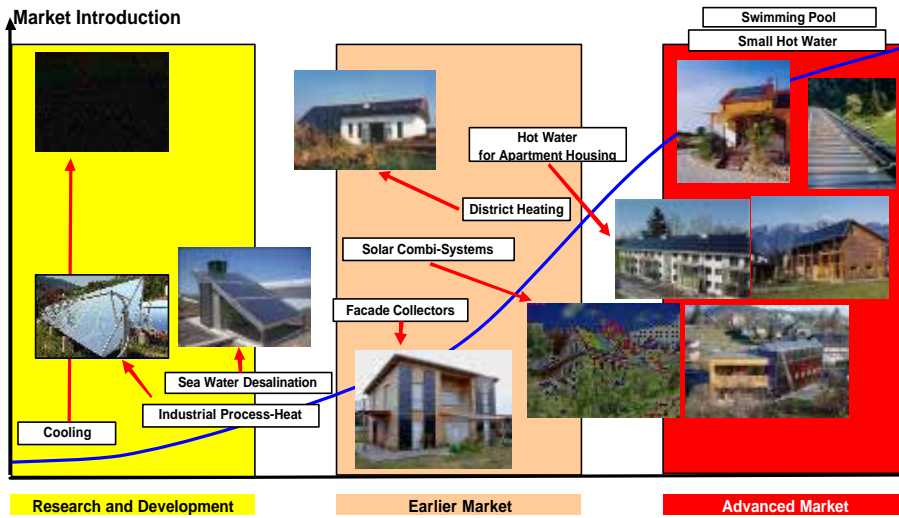 Market Introduction
Swimming Pool
Small Hot Water
Hot Water
for Apartment Housing
District Heating
Solar Combi-Systems
Facade Collectors
Sea Water Desalination
Industrial Process-Heat
Cooling
Research and Development
Earlier Market
Advanced Market